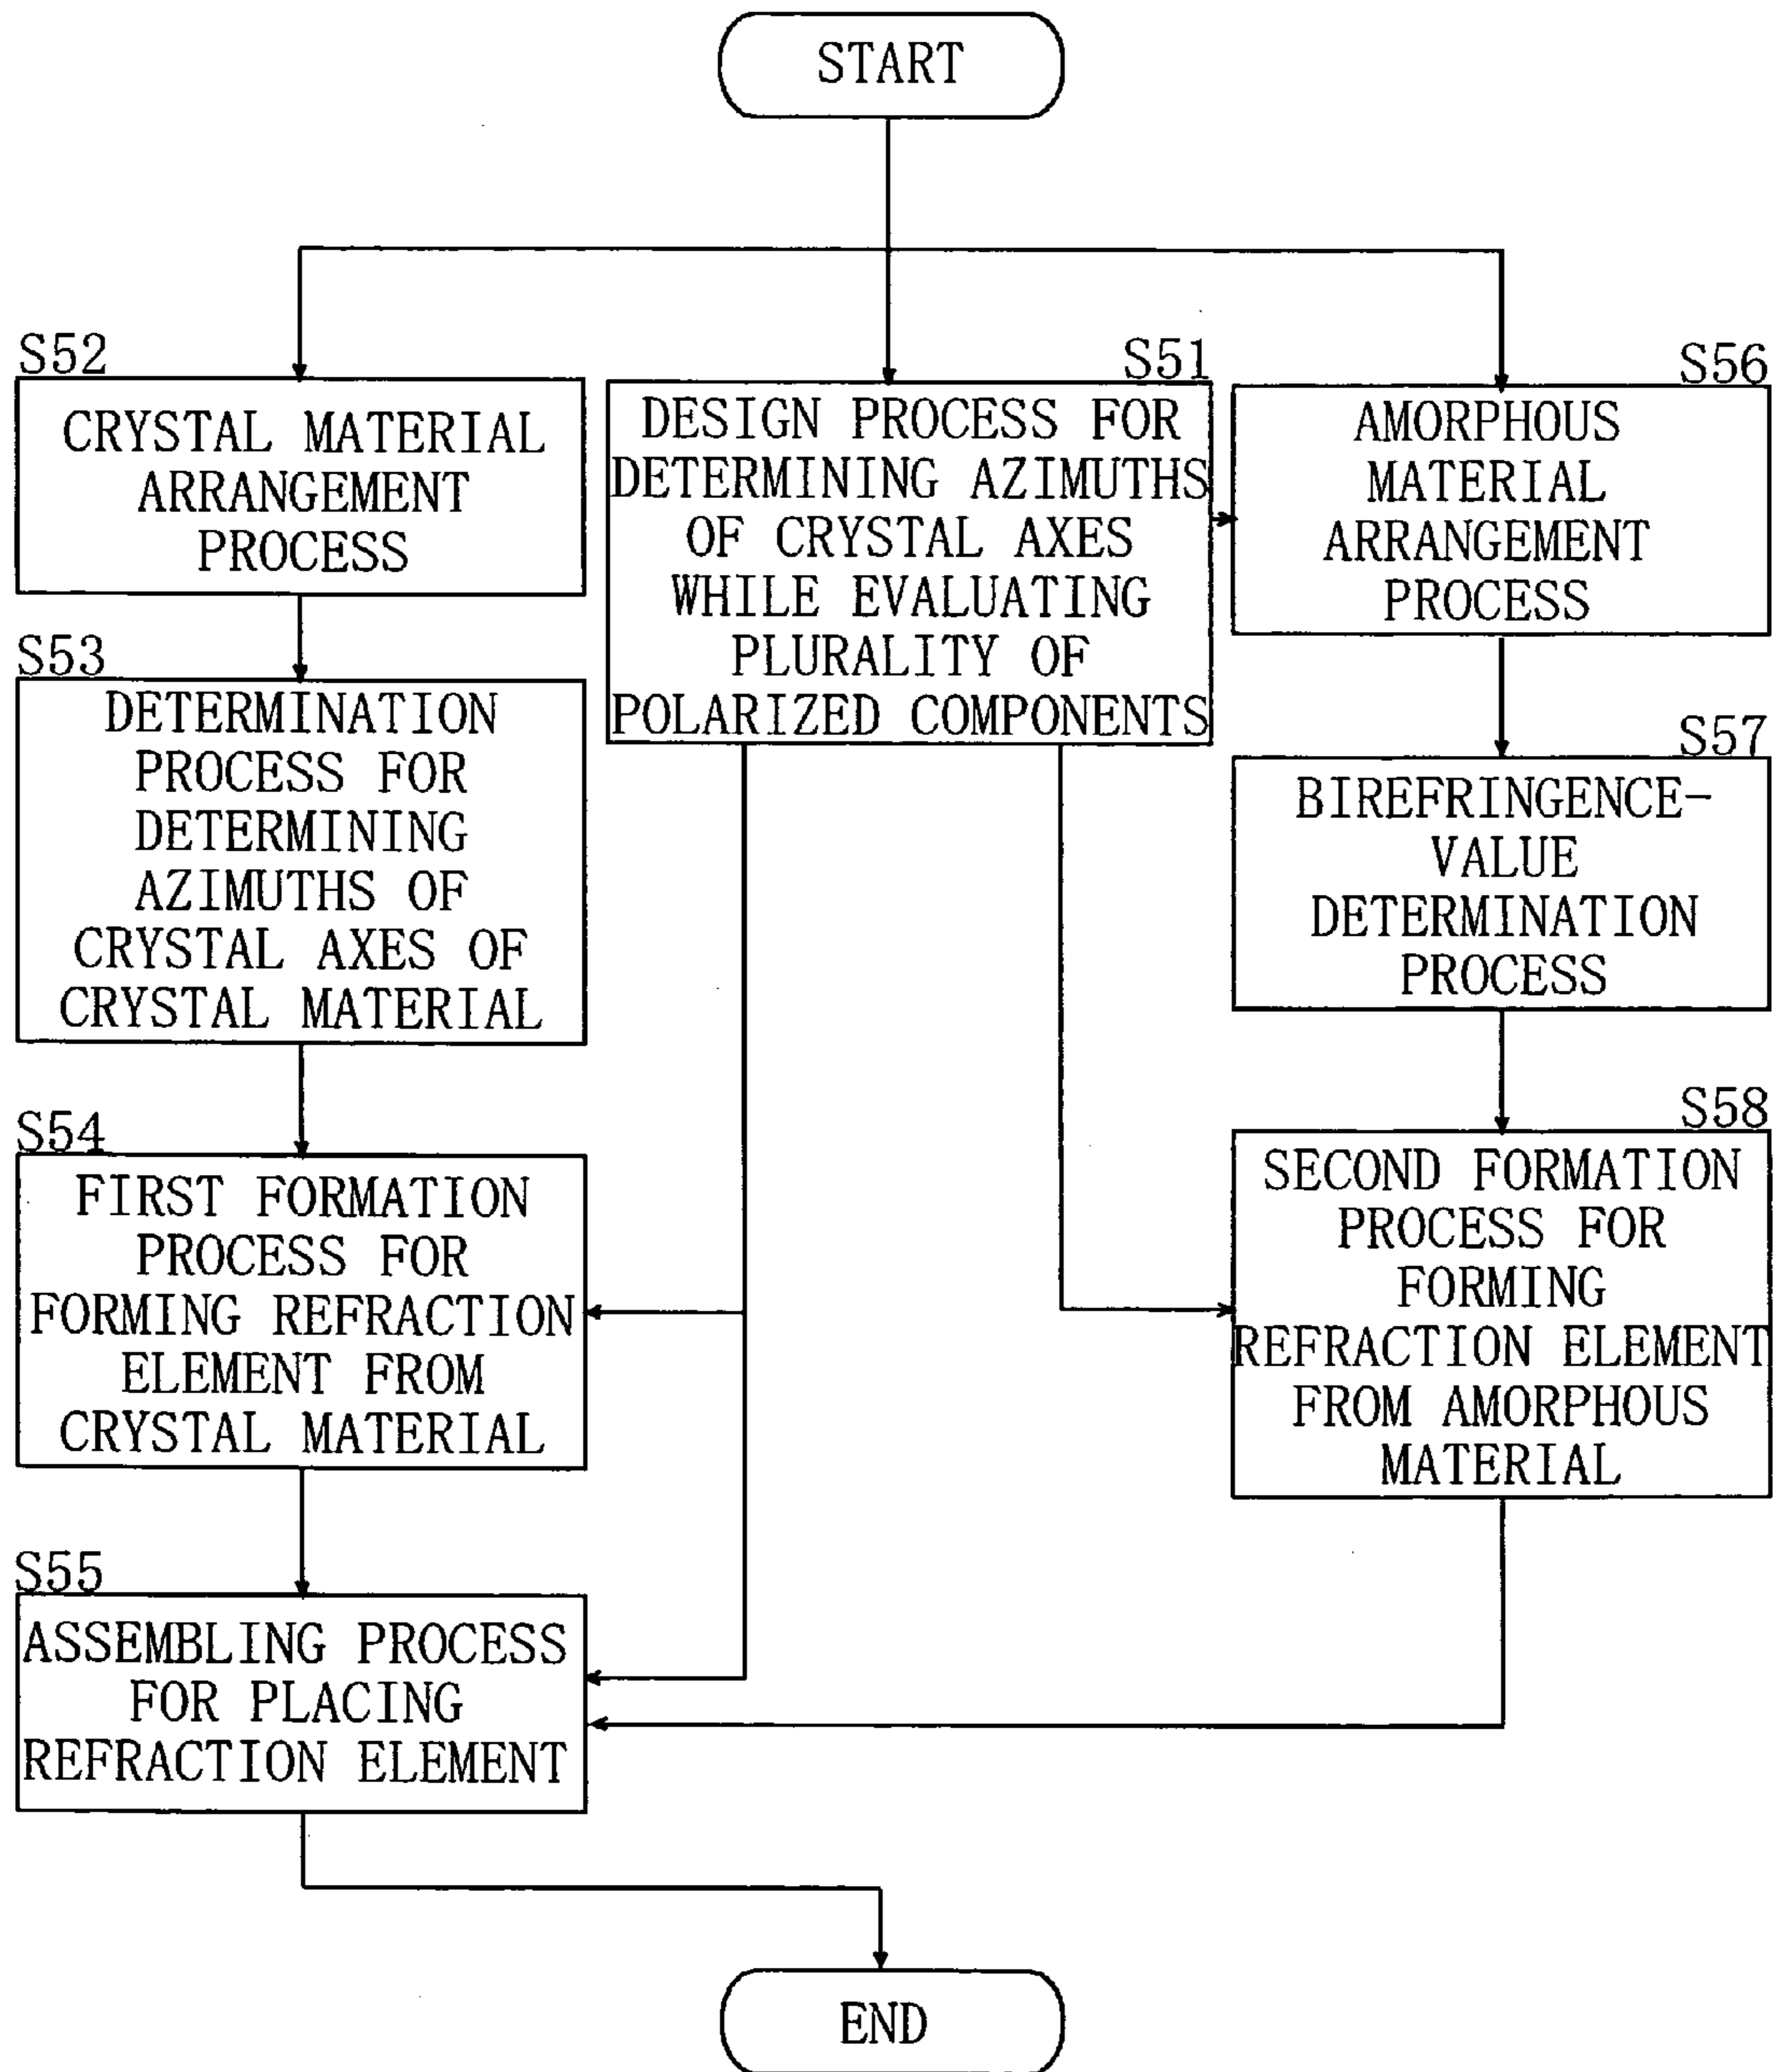 START
S52
CRYSTAL MATERIAL
ARRANGEMENT
PROCESS
S53
DETERMINATION
PROCESS FOR
DETERMINING
AZIMUTHS OF
CRYSTAL AXES OF
CRYSTAL MATERIAL
S54
FIRST FORMATION
PROCESS FOR
FORMING REFRACTION
ELEMENT FROM
CRYSTAL MATERIAL
S55
ASSEMBLING PROCESS
FOR PLACING
REFRACTION ELEMENT
S51
DESIGN PROCESS FOR
DETERMINING AZIMUTHS
OF CRYSTAL AXES
WHILE EVALUATING
PLURALITY OF
POLARIZED COMPONENTS
S56
AMORPHOUS
MATERIAL
ARRANGEMENT
PROCESS
S57
BIREFRINGENCE-
VALUE
DETERMINATION
PROCESS
S58
SECOND FORMATION
PROCESS FOR
FORMING
REFRACTION ELEMENT
FROM AMORPHOUS
MATERIAL
END